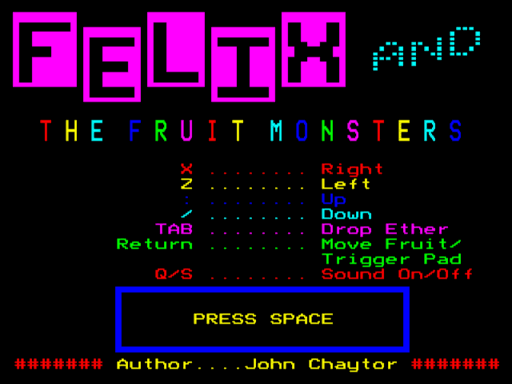 FELIX AND
THE FRUIT MONSTERS
X ........ Right
Z ........ Left
: ........ Up
/ ........ Down
TAB ........ Drop Ether
Return ........ Move Fruit/
Trigger Pad
Q/S ........ Sound On/Off
PRESS SPACE
####### Author....John Chaytor #######